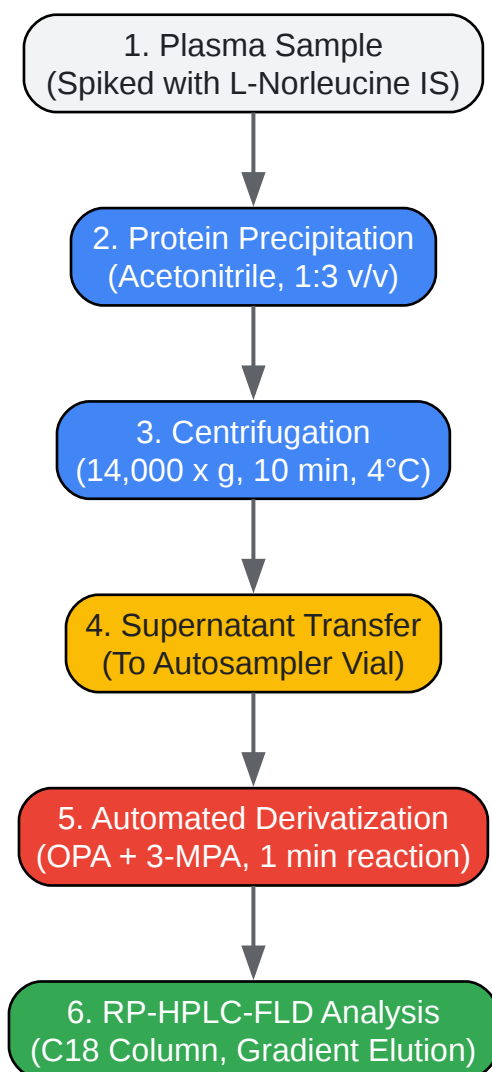 1. Plasma Sample
(Spiked with L-Norleucine IS)
2. Protein Precipitation
(Acetonitrile, 1:3 v/v)
3. Centrifugation
(14,000 x g, 10 min, 4°C)
4. Supernatant Transfer
(To Autosampler Vial)
5. Automated Derivatization
(OPA + 3-MPA, 1 min reaction)
6. RP-HPLC-FLD Analysis
(C18 Column, Gradient Elution)